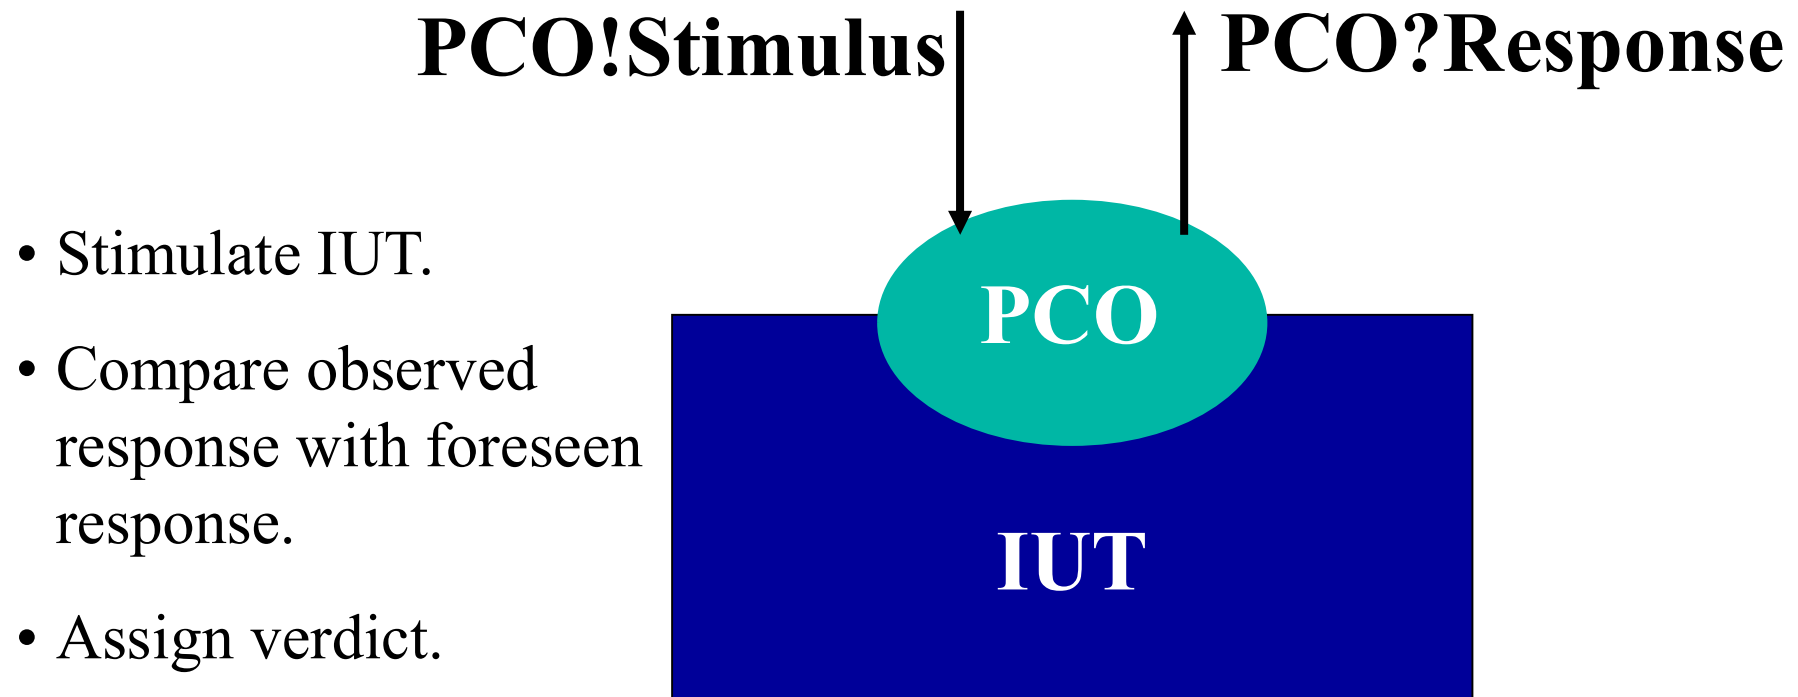 PCO!Stimulus
PCO?Response
• Stimulate IUT.
• Compare observed
response with foreseen
response.
• Assign verdict.
PCO
IUT